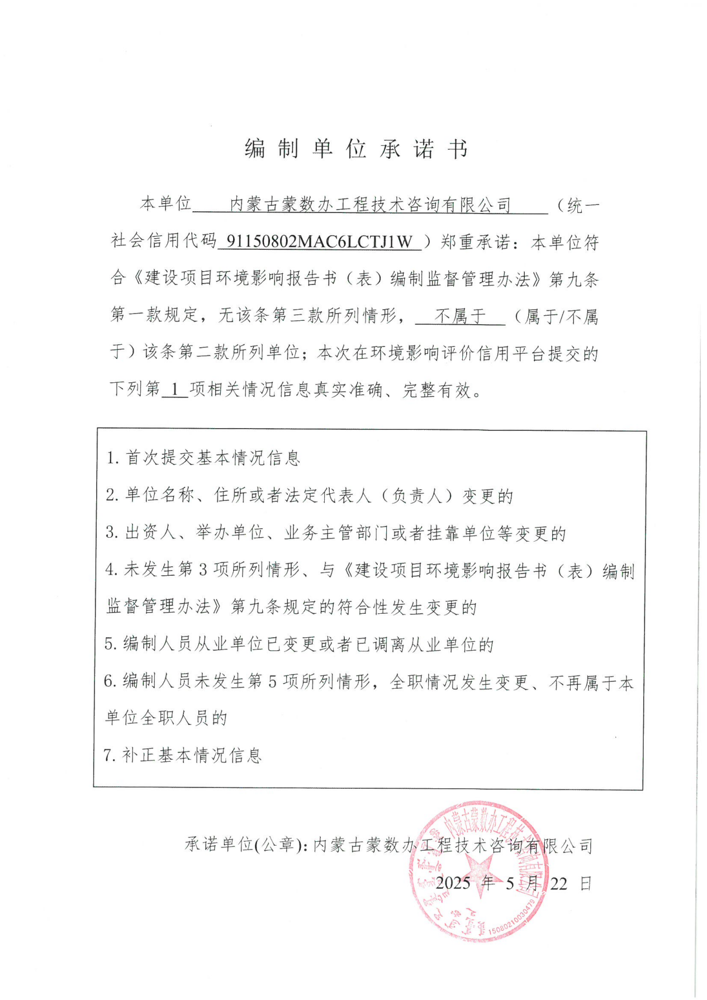 编制单位承诺书
本单位 内蒙古蒙数办工程技术咨询有限公司 （统一
社会信用代码 91150802MAC6LCTJ1W ）郑重承诺：本单位符
合《建设项目环境影响报告书（表）编制监督管理办法》第九条
第一款规定，无该条第三款所列情形， 不属于 （属于/不属
于）该条第二款所列单位；本次在环境影响评价信用平台提交的
下列第 1 项相关情况信息真实准确、完整有效。
1. 首次提交基本情况信息
2. 单位名称、住所或者法定代表人（负责人）变更的
3. 出资人、举办单位、业务主管部门或者挂靠单位等变更的
4. 未发生第 3 项所列情形、与《建设项目环境影响报告书（表）编制
监督管理办法》第九条规定的符合性发生变更的
5. 编制人员从业单位已变更或者已调离从业单位的
6. 编制人员未发生第 5 项所列情形，全职情况发生变更、不再属于本
单位全职人员的
7. 补正基本情况信息
承诺单位(公章)：内蒙古蒙数办工程技术咨询有限公司
2025 年 5 月 22 日
内蒙古蒙数办工程技术咨询有限公司
15080210030479